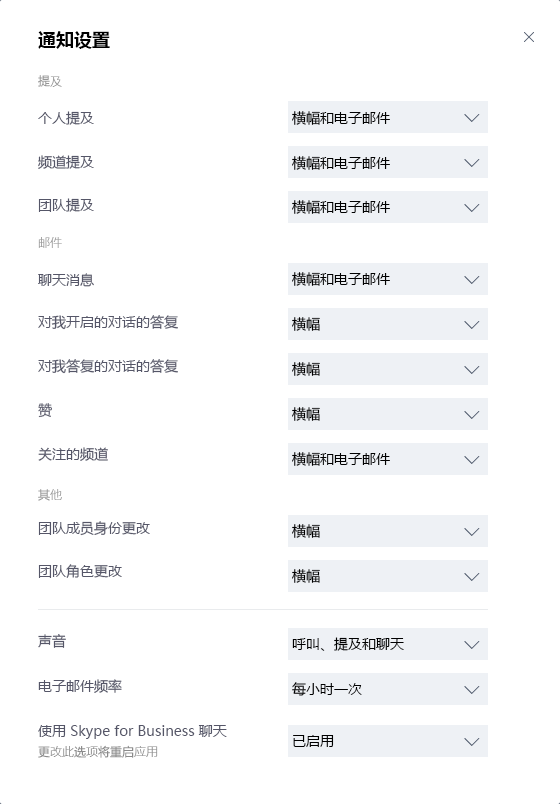 通知设置
提及
个人提及 横幅和电子邮件
频道提及 横幅和电子邮件
团队提及 横幅和电子邮件
邮件
聊天消息 横幅和电子邮件
对我开启的对话的答复 横幅
对我答复的对话的答复 横幅
赞 横幅
关注的频道 横幅和电子邮件
其他
团队成员身份更改 横幅
团队角色更改 横幅
声音 呼叫、提及和聊天
电子邮件频率 每小时一次
使用 Skype for Business 聊天 已启用
更改此选项将重启应用